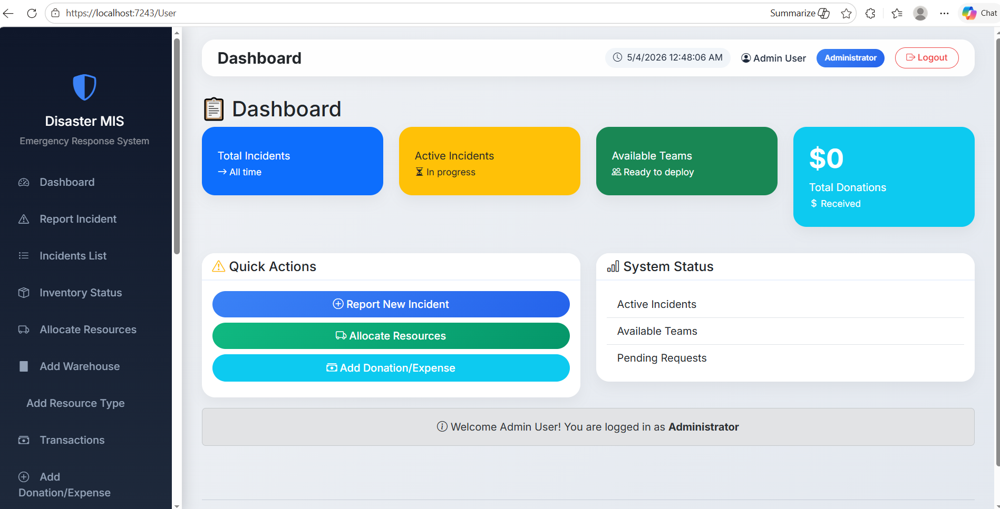 https://localhost:7243/User
Summarize
Chat
Disaster MIS
Emergency Response System
Dashboard
Report Incident
Incidents List
Inventory Status
Allocate Resources
Add Warehouse
Add Resource Type
Transactions
Add
Donation/Expense
Dashboard
5/4/2026 12:48:06 AM
Admin User
Administrator
Logout
Dashboard
Total Incidents
All time
Active Incidents
In progress
Available Teams
Ready to deploy
$0
Total Donations
$ Received
Quick Actions
Report New Incident
Allocate Resources
Add Donation/Expense
System Status
Active Incidents
Available Teams
Pending Requests
Welcome Admin User! You are logged in as Administrator